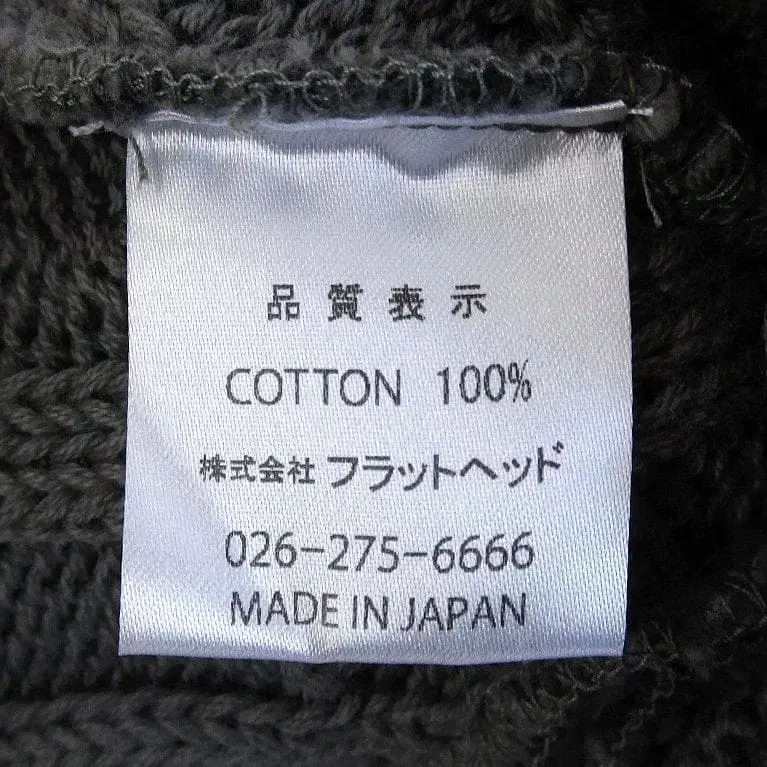 品質表示
COTTON 100%
株式会社 フラットヘッド
026-275-6666
MADE IN JAPAN